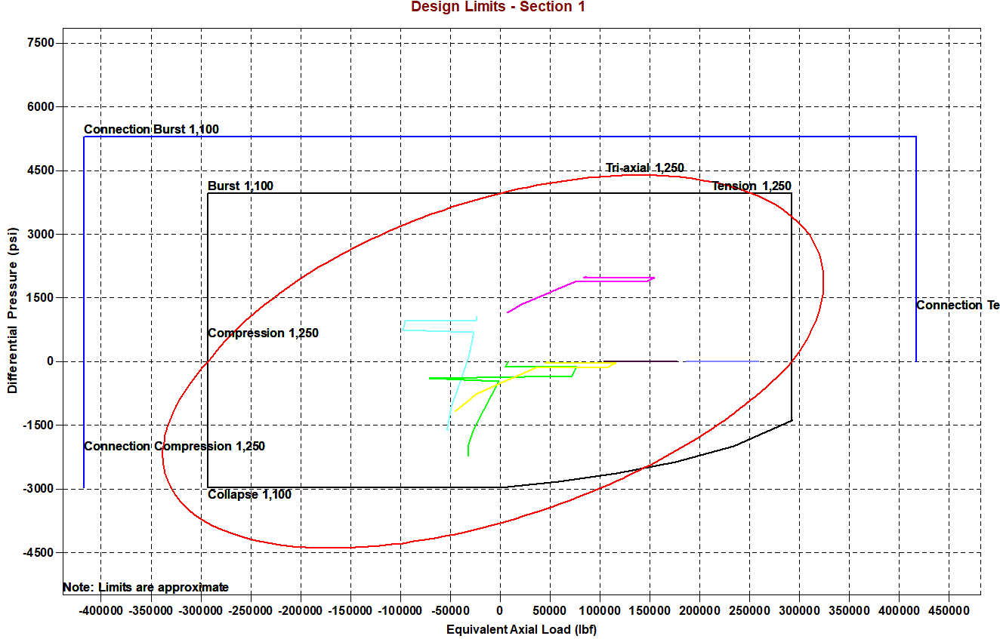 Design Limits - Section 1
7500
6000
Connection Burst 1,100
4500
Tri-axial 1,250
Burst 1,100
Tension 1,250
3000
1500
Connection Te
Compression 1,250
0
-1500
Connection Compression 1,250
-3000
Collapse 1,100
-4500
Differential Pressure (psi)
Note: Limits are approximate
-400000 -350000 -300000 -250000 -200000 -150000 -100000 -50000 0 50000 100000 150000 200000 250000 300000 350000 400000 450000
Equivalent Axial Load (lbf)